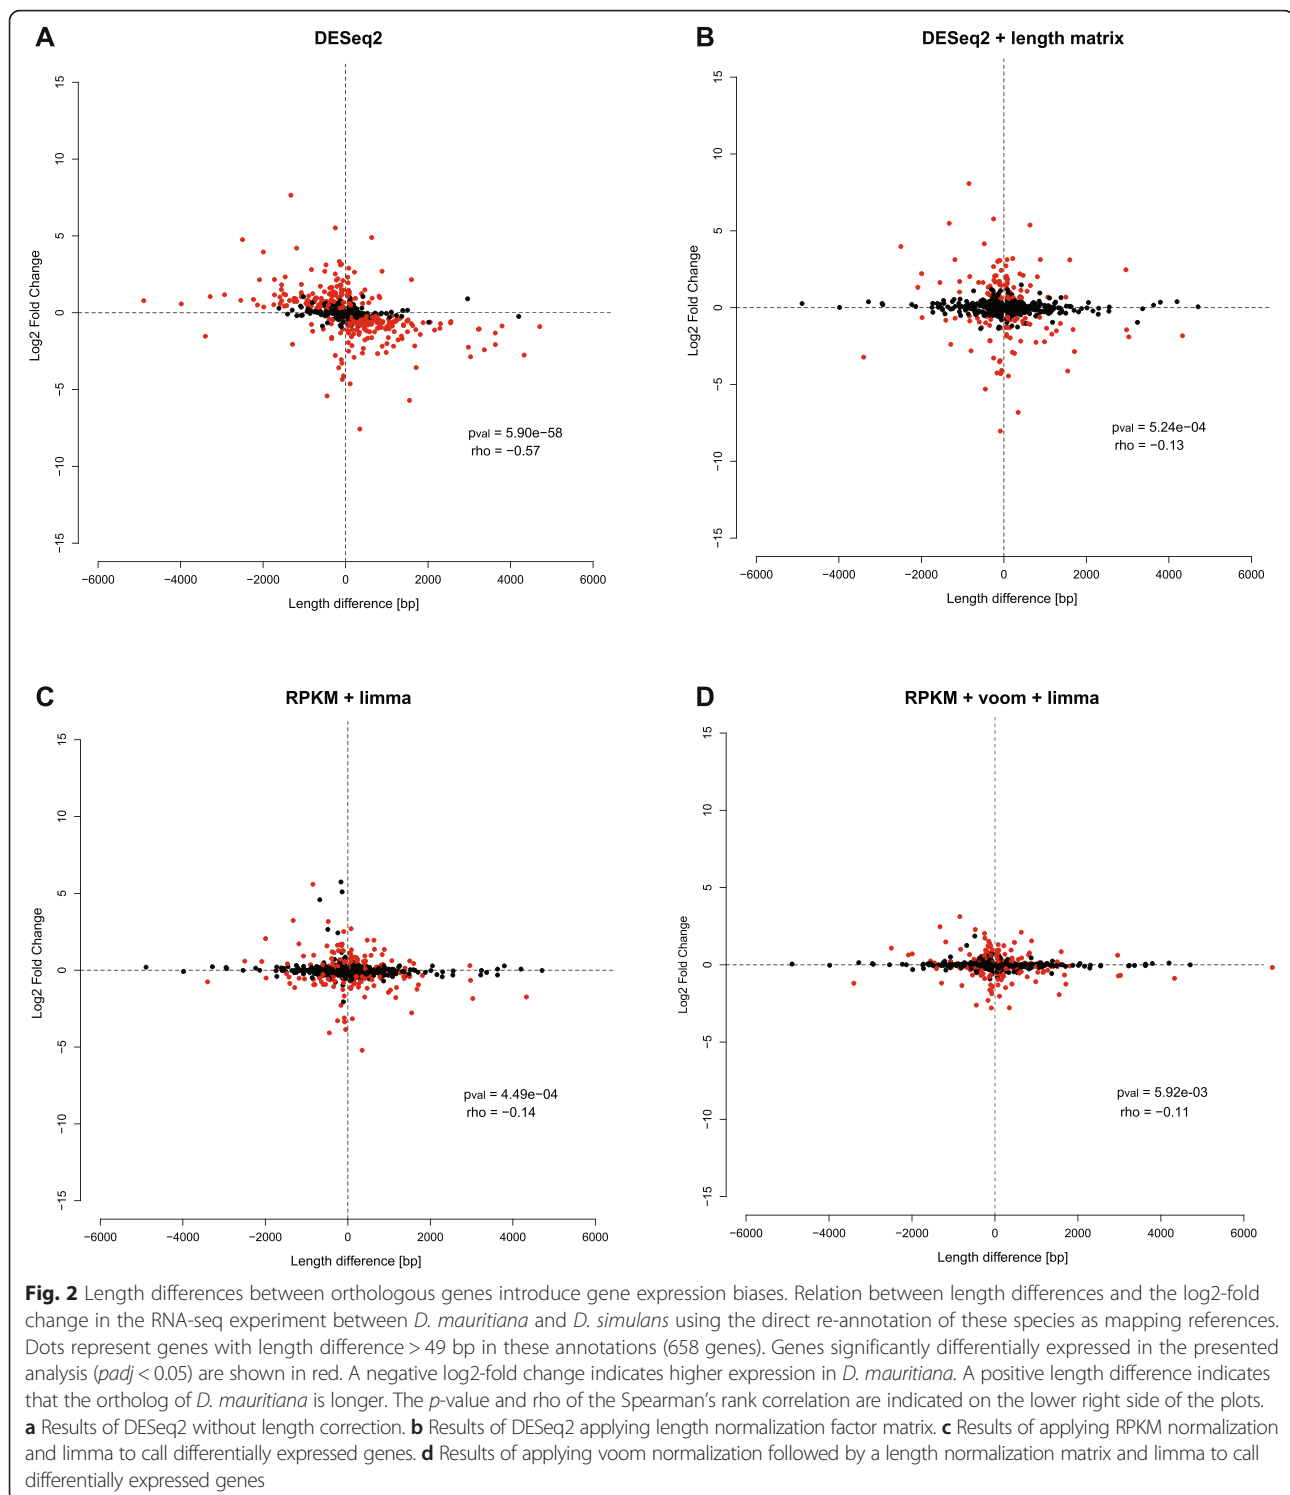 A
DESeq2
15
10
5
0
−5
−10
−15
Log2 Fold Change
pval = 5.90e−58
rho = −0.57
−6000 −4000 −2000 0 2000 4000 6000
Length difference [bp]
B
DESeq2 + length matrix
15
10
5
0
−5
−10
−15
Log2 Fold Change
pval = 5.24e−04
rho = −0.13
−6000 −4000 −2000 0 2000 4000 6000
Length difference [bp]
C
RPKM + limma
15
10
5
0
−5
−10
−15
Log2 Fold Change
pval = 4.49e−04
rho = −0.14
−6000 −4000 −2000 0 2000 4000 6000
Length difference [bp]
D
RPKM + voom + limma
15
10
5
0
−5
−10
−15
Log2 Fold Change
pval = 5.92e-03
rho = −0.11
−6000 −4000 −2000 0 2000 4000 6000
Length difference [bp]
Fig. 2 Length differences between orthologous genes introduce gene expression biases. Relation between length differences and the log2-fold
change in the RNA-seq experiment between D. mauritiana and D. simulans using the direct re-annotation of these species as mapping references.
Dots represent genes with length difference > 49 bp in these annotations (658 genes). Genes significantly differentially expressed in the presented
analysis (padj < 0.05) are shown in red. A negative log2-fold change indicates higher expression in D. mauritiana. A positive length difference indicates
that the ortholog of D. mauritiana is longer. The p-value and rho of the Spearman's rank correlation are indicated on the lower right side of the plots.
a Results of DESeq2 without length correction. b Results of DESeq2 applying length normalization factor matrix. c Results of applying RPKM normalization
and limma to call differentially expressed genes. d Results of applying voom normalization followed by a length normalization matrix and limma to call
differentially expressed genes